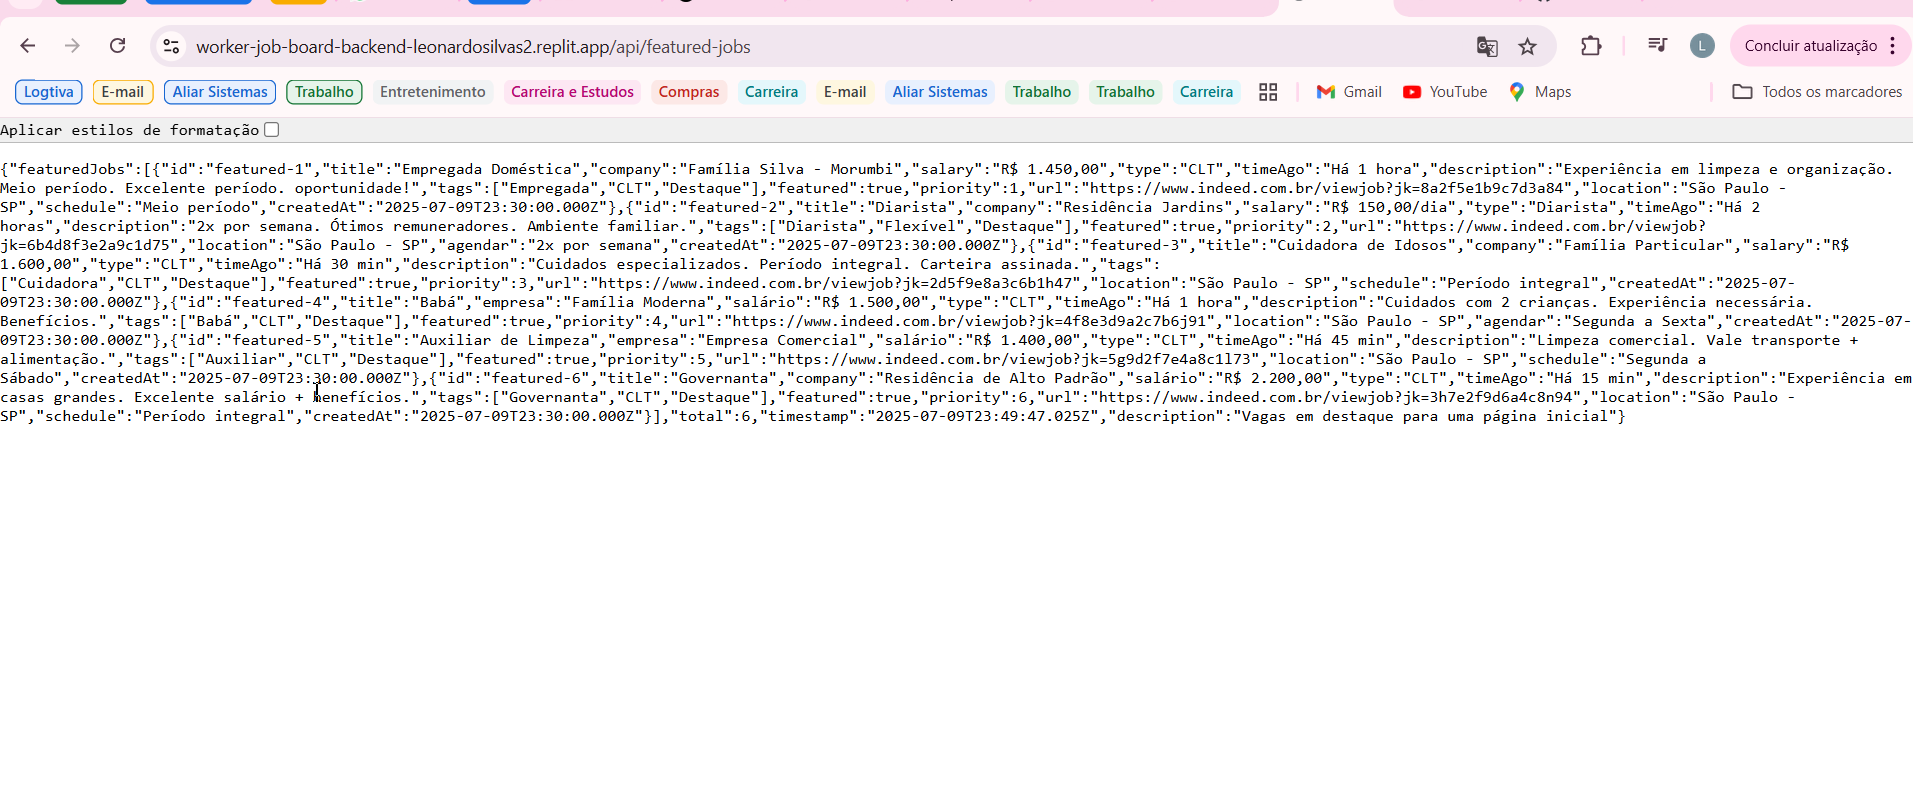 worker-job-board-backend-leonardosilvas2.replit.app/api/featured-jobs
L
Concluir atualização
Logtiva E-mail Aliar Sistemas Trabalho Entretenimento Carreira e Estudos Compras Carreira E-mail Aliar Sistemas Trabalho Trabalho Carreira Gmail YouTube Maps Todos os marcadores
Aplicar estilos de formatação
{"featuredJobs":[{"id":"featured-1","title":"Empregada Doméstica","company":"Família Silva - Morumbi","salary":"R$ 1.450,00","type":"CLT","timeAgo":"Há 1 hora","description":"Experiência em limpeza e organização.
Meio período. Excelente período. oportunidade!","tags":["Empregada","CLT","Destaque"],"featured":true,"priority":1,"url":"https://www.indeed.com.br/viewjob?jk=8a2f5e1b9c7d3a84","location":"São Paulo -
SP","schedule":"Meio período","createdAt":"2025-07-09T23:30:00.000Z"},{"id":"featured-2","title":"Diarista","company":"Residência Jardins","salary":"R$ 150,00/dia","type":"Diarista","timeAgo":"Há 2
horas","description":"2x por semana. Ótimos remuneradores. Ambiente familiar.","tags":["Diarista","Flexível","Destaque"],"featured":true,"priority":2,"url":"https://www.indeed.com.br/viewjob?
jk=6b4d8f3e2a9c1d75","location":"São Paulo - SP","agendar":"2x por semana","createdAt":"2025-07-09T23:30:00.000Z"},{"id":"featured-3","title":"Cuidadora de Idosos","company":"Família Particular","salary":"R$
1.600,00","type":"CLT","timeAgo":"Há 30 min","description":"Cuidados especializados. Período integral. Carteira assinada.","tags":
["Cuidadora","CLT","Destaque"],"featured":true,"priority":3,"url":"https://www.indeed.com.br/viewjob?jk=2d5f9e8a3c6b1h47","location":"São Paulo - SP","schedule":"Período integral","createdAt":"2025-07-
09T23:30:00.000Z"},{"id":"featured-4","title":"Babá","empresa":"Família Moderna","salário":"R$ 1.500,00","type":"CLT","timeAgo":"Há 1 hora","description":"Cuidados com 2 crianças. Experiência necessária.
Benefícios.","tags":["Babá","CLT","Destaque"],"featured":true,"priority":4,"url":"https://www.indeed.com.br/viewjob?jk=4f8e3d9a2c7b6j91","location":"São Paulo - SP","agendar":"Segunda a Sexta","createdAt":"2025-07-
09T23:30:00.000Z"},{"id":"featured-5","title":"Auxiliar de Limpeza","empresa":"Empresa Comercial","salário":"R$ 1.400,00","type":"CLT","timeAgo":"Há 45 min","description":"Limpeza comercial. Vale transporte +
alimentação.","tags":["Auxiliar","CLT","Destaque"],"featured":true,"priority":5,"url":"https://www.indeed.com.br/viewjob?jk=5g9d2f7e4a8c1l73","location":"São Paulo - SP","schedule":"Segunda a
Sábado","createdAt":"2025-07-09T23:30:00.000Z"},{"id":"featured-6","title":"Governanta","company":"Residência de Alto Padrão","salário":"R$ 2.200,00","type":"CLT","timeAgo":"Há 15 min","description":"Experiência em
casas grandes. Excelente salário + benefícios.","tags":["Governanta","CLT","Destaque"],"featured":true,"priority":6,"url":"https://www.indeed.com.br/viewjob?jk=3h7e2f9d6a4c8n94","location":"São Paulo -
SP","schedule":"Período integral","createdAt":"2025-07-09T23:30:00.000Z"}],"total":6,"timestamp":"2025-07-09T23:49:47.025Z","description":"Vagas em destaque para uma página inicial"}